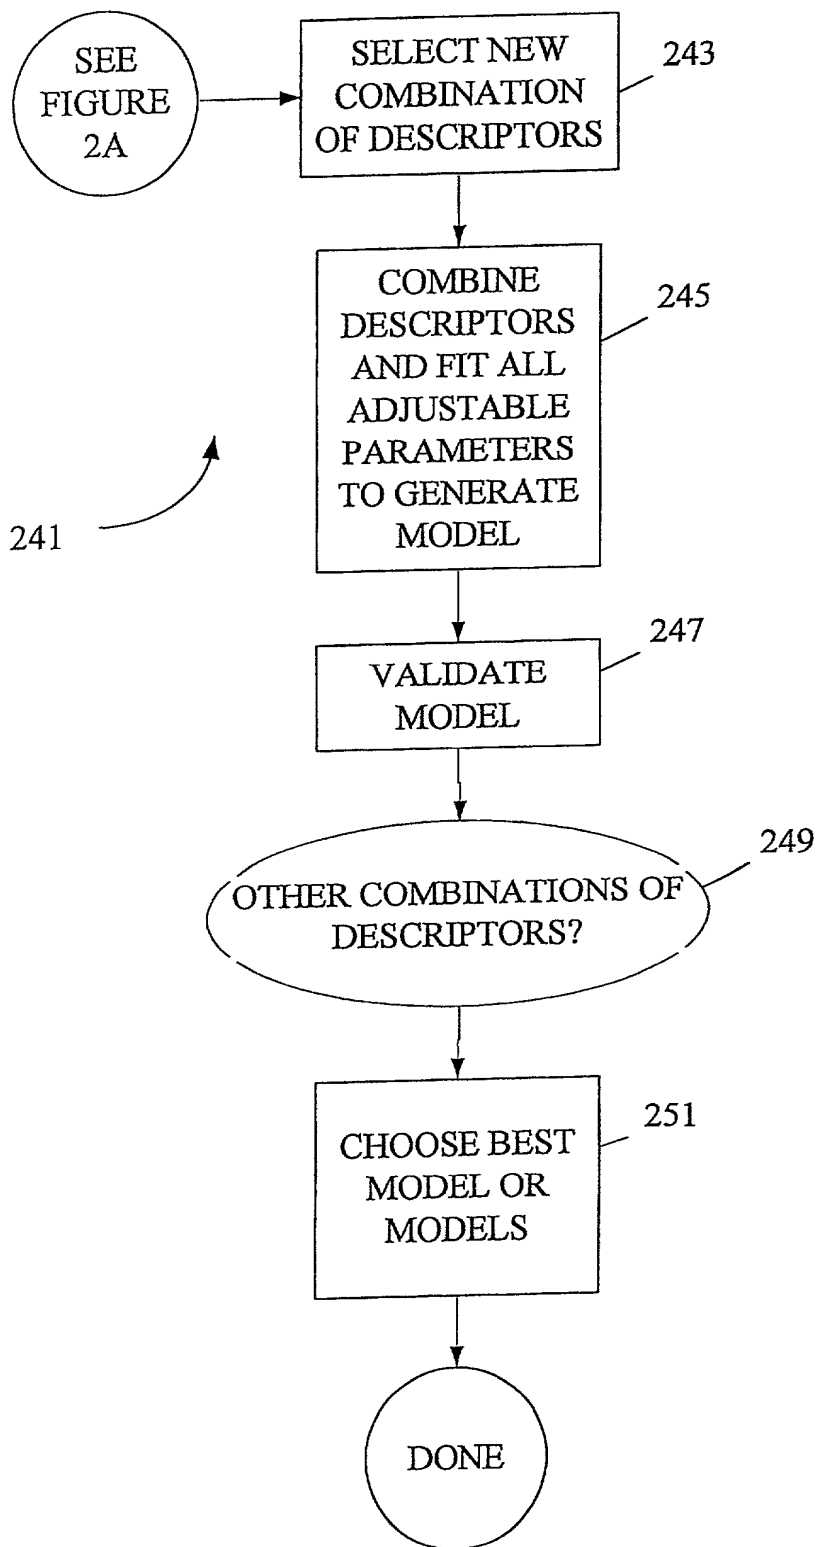 SEE
FIGURE
2A
SELECT NEW
COMBINATION
OF DESCRIPTORS
243
COMBINE
DESCRIPTORS
AND FIT ALL
ADJUSTABLE
PARAMETERS
TO GENERATE
MODEL
245
241
VALIDATE
MODEL
247
OTHER COMBINATIONS OF
DESCRIPTORS?
249
CHOOSE BEST
MODEL OR
MODELS
251
DONE